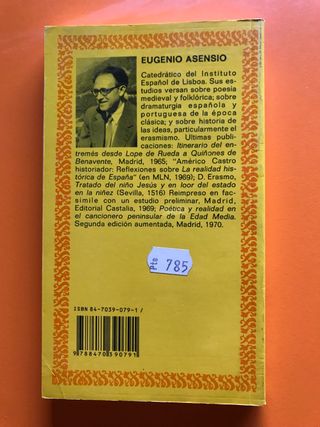 EUGENIO ASENSIO
Catedrático del Instituto
Español de Lisboa. Sus es-
tudios versan sobre poesía
medieval y folklórica; sobre
dramaturgia española y
portuguesa de la época
clásica; y sobre historia de
las ideas, particularmente el
erasmismo. Ultimas publi-
caciones: Itinerario del en-
tremés desde Lope de Rueda a Quiñones de
Benavente, Madrid, 1965; "Américo Castro
historiador: Reflexiones sobre La realidad his-
tórica de España" (en M.L.N. 1969); D. Erasmo,
Tratado del niño Jesús y en loor del estado
en la niñez (Sevilla, 1516) Reimpreso en fac-
simile con un estudio preliminar, Madrid,
Editorial Castalia, 1969; Poética y realidad en
el cancionero peninsular de la Edad Media.
Segunda edición aumentada, Madrid, 1970.
Pts 785
ISBN 84-7039-079-1 /
9 788470 390791